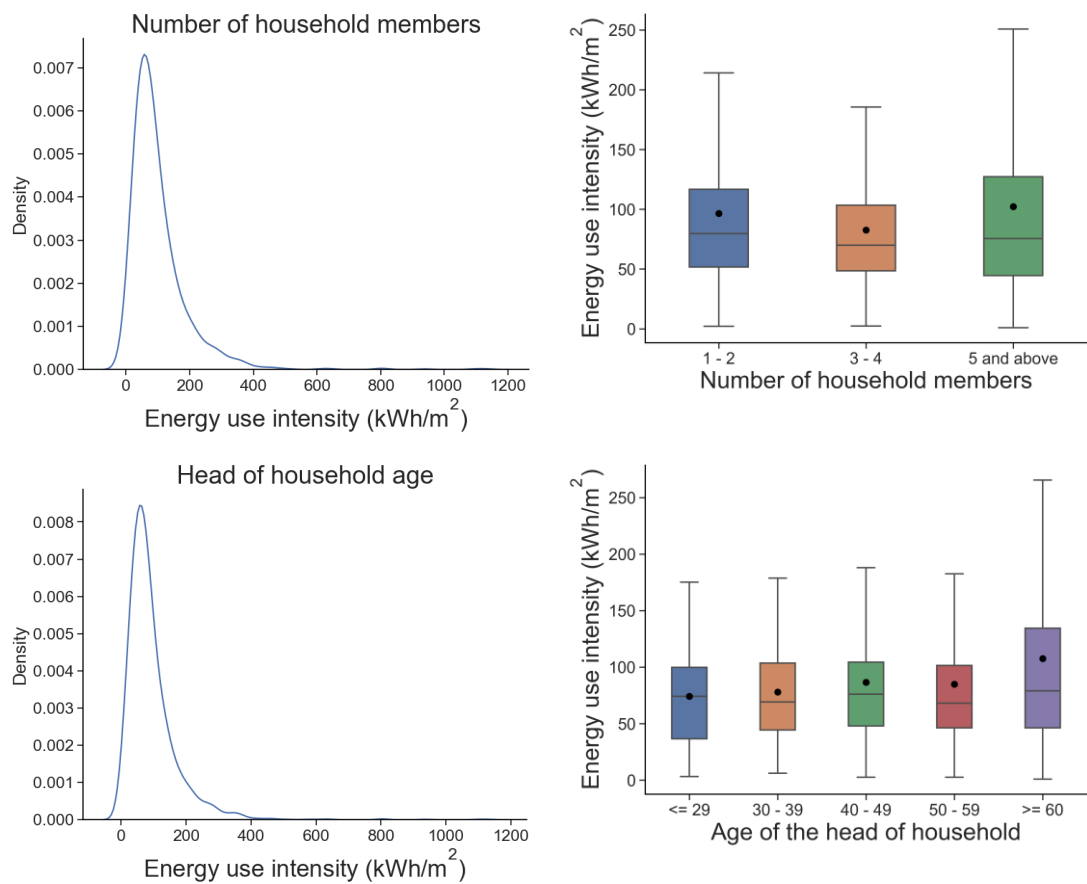 Number of household members
Density
0.007
0.006
0.005
0.004
0.003
0.002
0.001
0.000
0 200 400 600 800 1000 1200
Energy use intensity (kWh/m²)
Energy use intensity (kWh/m²)
250
200
150
100
50
0
1 - 2 3 - 4 5 and above
Number of household members
Head of household age
Density
0.008
0.007
0.006
0.005
0.004
0.003
0.002
0.001
0.000
0 200 400 600 800 1000 1200
Energy use intensity (kWh/m²)
Energy use intensity (kWh/m²)
250
200
150
100
50
0
<= 29 30 - 39 40 - 49 50 - 59 >= 60
Age of the head of household